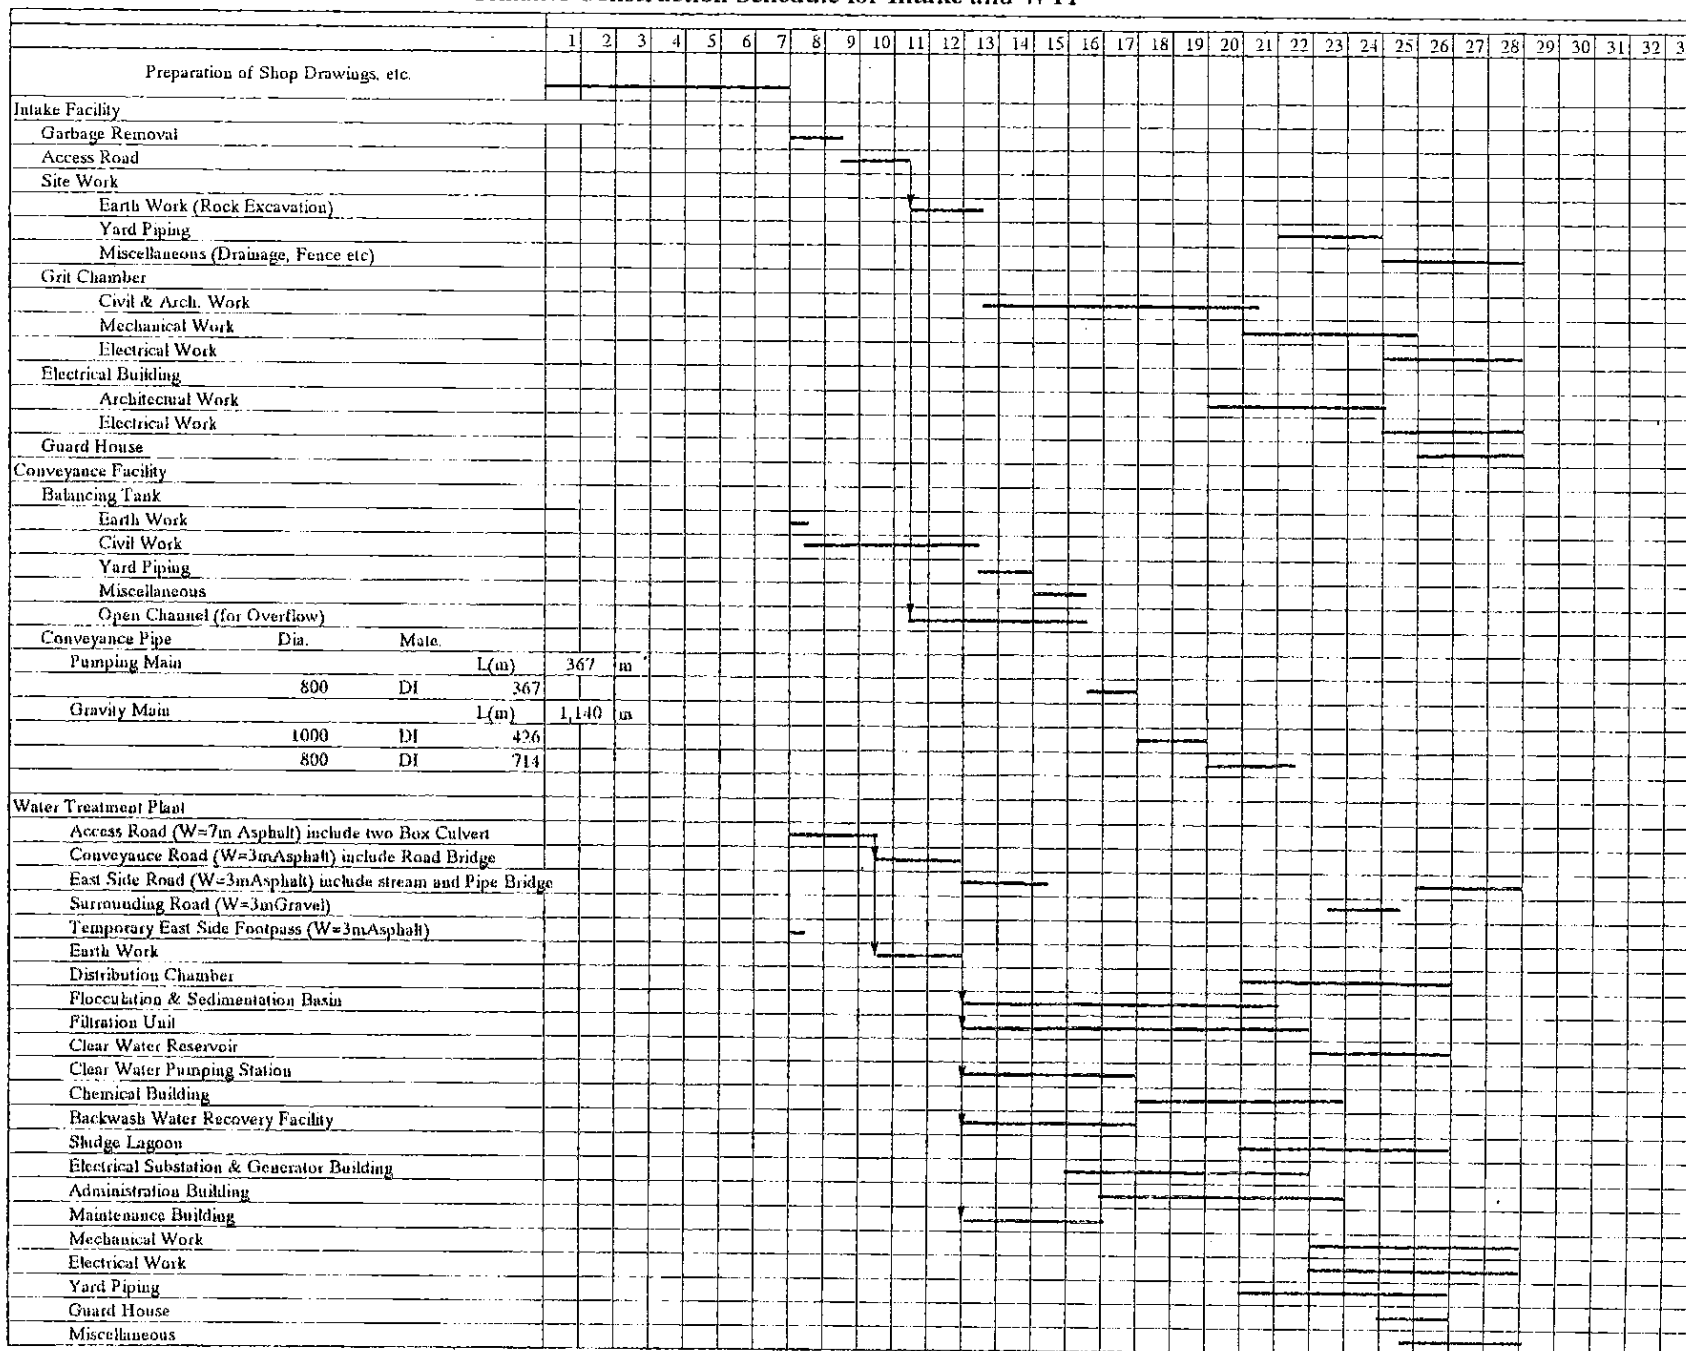 Construction Schedule for Intake and WTP
1 2 3 4 5 6 7 8 9 10 11 12 13 14 15 16 17 18 19 20 21 22 23 24 25 26 27 28 29 30 31 32 3
Preparation of Shop Drawings, etc.
Intake Facility
Garbage Removal
Access Road
Site Work
Earth Work (Rock Excavation)
Yard Piping
Miscellaneous (Drainage, Fence etc)
Grit Chamber
Civil & Arch. Work
Mechanical Work
Electrical Work
Electrical Building
Architectual Work
Electrical Work
Guard House
Conveyance Facility
Balancing Tank
Earth Work
Civil Work
Yard Piping
Miscellaneous
Open Channel (for Overflow)
Conveyance Pipe Dia. Mate.
Pumping Main L(m) 367 m
800 DI 367
Gravity Main L(m) 1,140 m
1000 DI 426
800 DI 714
Water Treatment Plant
Access Road (W=7m Asphalt) include two Box Culvert
Conveyance Road (W=3mAsphalt) include Road Bridge
East Side Road (W=3mAsphalt) include stream and Pipe Bridge
Surrounding Road (W=3mGravel)
Temporary East Side Footpass (W=3mAsphalt)
Earth Work
Distribution Chamber
Flocculation & Sedimentation Basin
Filtration Unit
Clear Water Reservoir
Clear Water Pumping Station
Chemical Building
Backwash Water Recovery Facility
Sludge Lagoon
Electrical Substation & Generator Building
Administration Building
Maintenance Building
Mechanical Work
Electrical Work
Yard Piping
Guard House
Miscellaneous